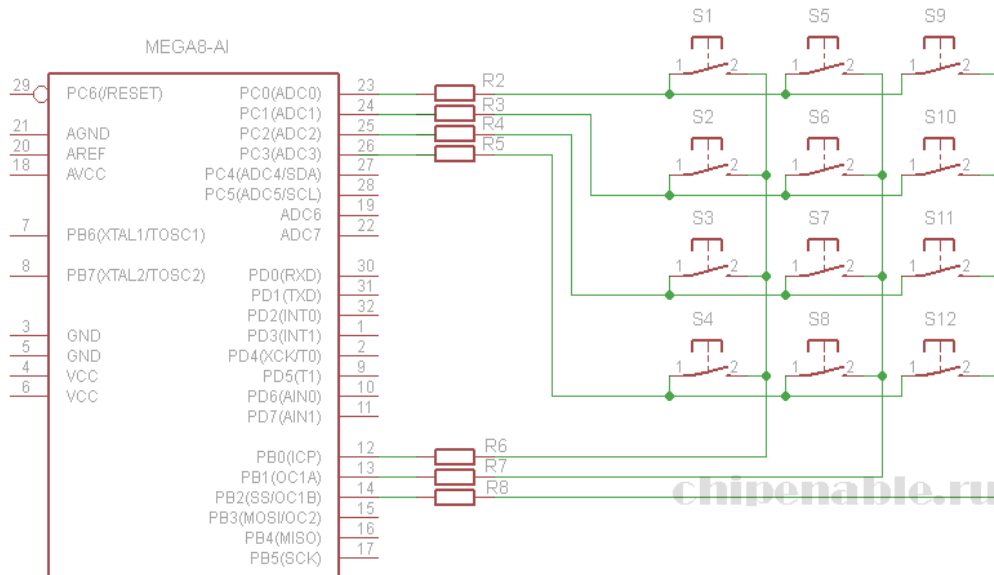 S1 S5 S9
MEGA8-AI
1 2 1 2 1 2
29 PC6(/RESET) PC0(ADC0) 23 R2
PC1(ADC1) 24 R3
21 AGND PC2(ADC2) 25 R4 S2 S6 S10
20 AREF PC3(ADC3) 26 R5
18 AVCC PC4(ADC4/SDA) 27 1 2 1 2 1 2
PC5(ADC5/SCL) 28
ADC6 19
7 PB6(XTAL1/TOSC1) ADC7 22 S3 S7 S11
8 PB7(XTAL2/TOSC2) PD0(RXD) 30 1 2 1 2 1 2
PD1(TXD) 31
PD2(INT0) 32 S4 S8 S12
3 GND PD3(INT1) 1
5 GND PD4(XCK/T0) 2
4 VCC PD5(T1) 9 1 2 1 2 1 2
6 VCC PD6(AIN0) 10
PD7(AIN1) 11
PB0(ICP) 12 R6
PB1(OC1A) 13 R7
PB2(SS/OC1B) 14 R8 chipenable.ru
PB3(MOSI/OC2) 15
PB4(MISO) 16
PB5(SCK) 17